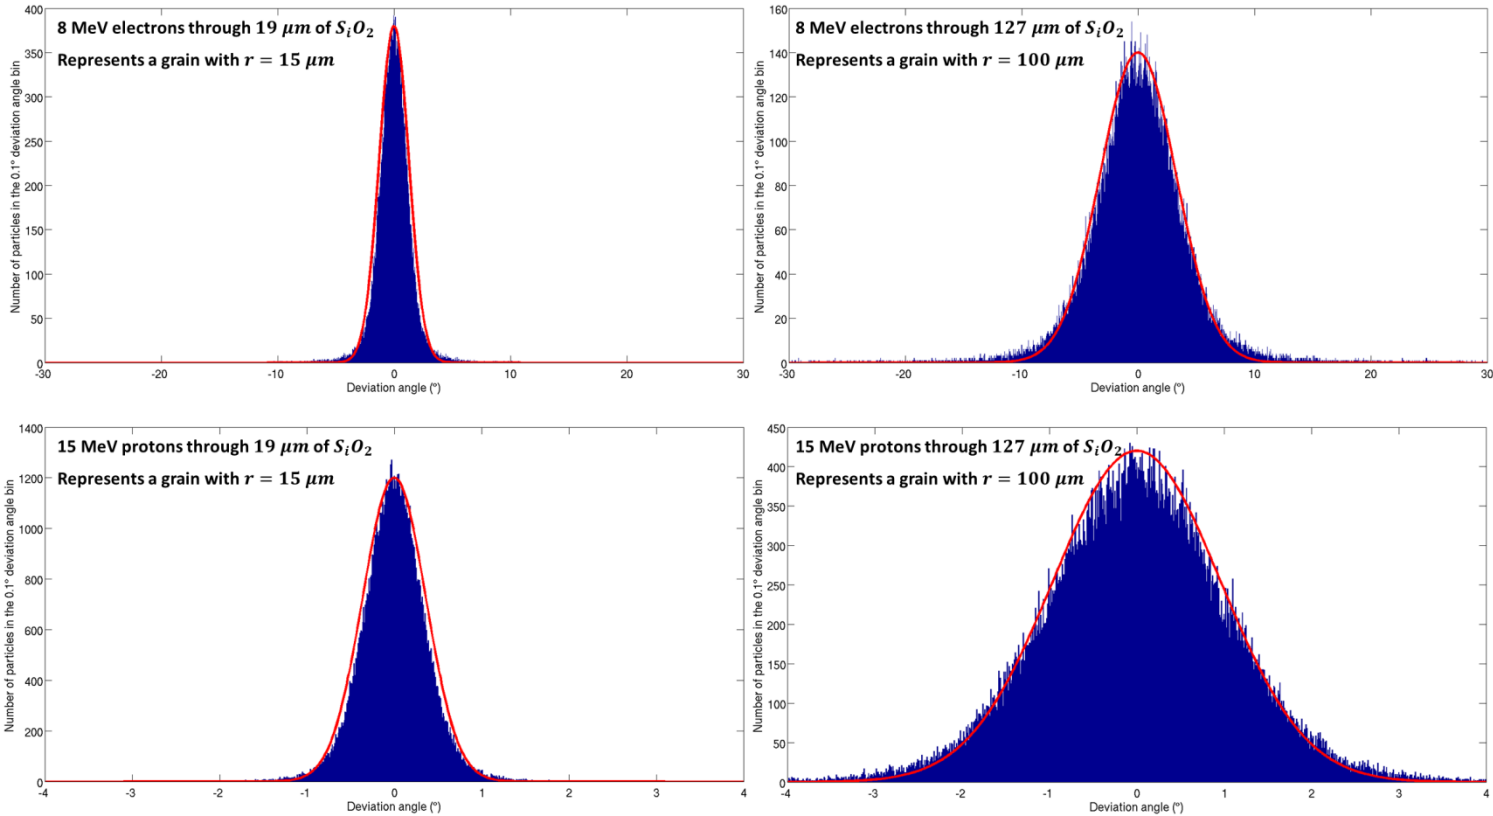 8 MeV electrons through 19 μm of SᵢO₂
Represents a grain with r = 15 μm
Number of particles in the 0.1° deviation angle bin
400
350
300
250
200
150
100
50
0
-30 -20 -10 0 10 20 30
Deviation angle (°)
8 MeV electrons through 127 μm of SᵢO₂
Represents a grain with r = 100 μm
Number of particles in the 0.1° deviation angle bin
160
140
120
100
80
60
40
20
0
-30 -20 -10 0 10 20 30
Deviation angle (°)
15 MeV protons through 19 μm of SᵢO₂
Represents a grain with r = 15 μm
Number of particles in the 0.1° deviation angle bin
1400
1200
1000
800
600
400
200
0
-4 -3 -2 -1 0 1 2 3 4
Deviation angle (°)
15 MeV protons through 127 μm of SᵢO₂
Represents a grain with r = 100 μm
Number of particles in the 0.1° deviation angle bin
450
400
350
300
250
200
150
100
50
0
-4 -3 -2 -1 0 1 2 3 4
Deviation angle (°)